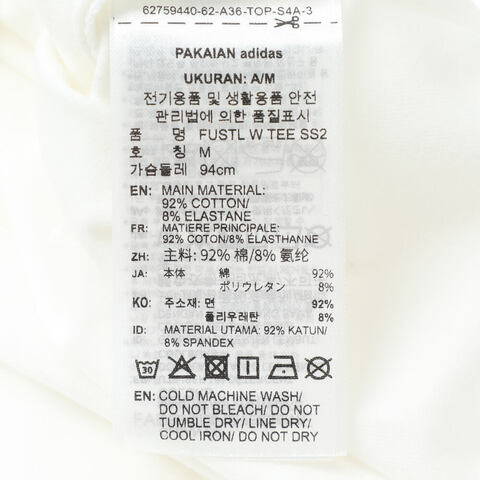 62759440-62-A36-TOP-S4A-3
PAKAIAN adidas
UKURAN: A/M
전기용품 및 생활용품 안전
관리법에 의한 품질표시
품 명 FUSTL W TEE SS2
호 칭 M
가슴둘레 94cm
EN: MAIN MATERIAL:
92% COTTON/
8% ELASTANE
FR: MATIERE PRINCIPALE:
92% COTON/8% ÉLASTHANNE
ZH: 主料: 92% 棉/8% 氨纶
JA: 本体 綿 92%
ポリウレタン 8%
KO: 주소재: 면 92%
폴리우레탄 8%
ID: MATERIAL UTAMA: 92% KATUN/
8% SPANDEX
30
EN: COLD MACHINE WASH/
DO NOT BLEACH/ DO NOT
TUMBLE DRY/ LINE DRY/
COOL IRON/ DO NOT DRY